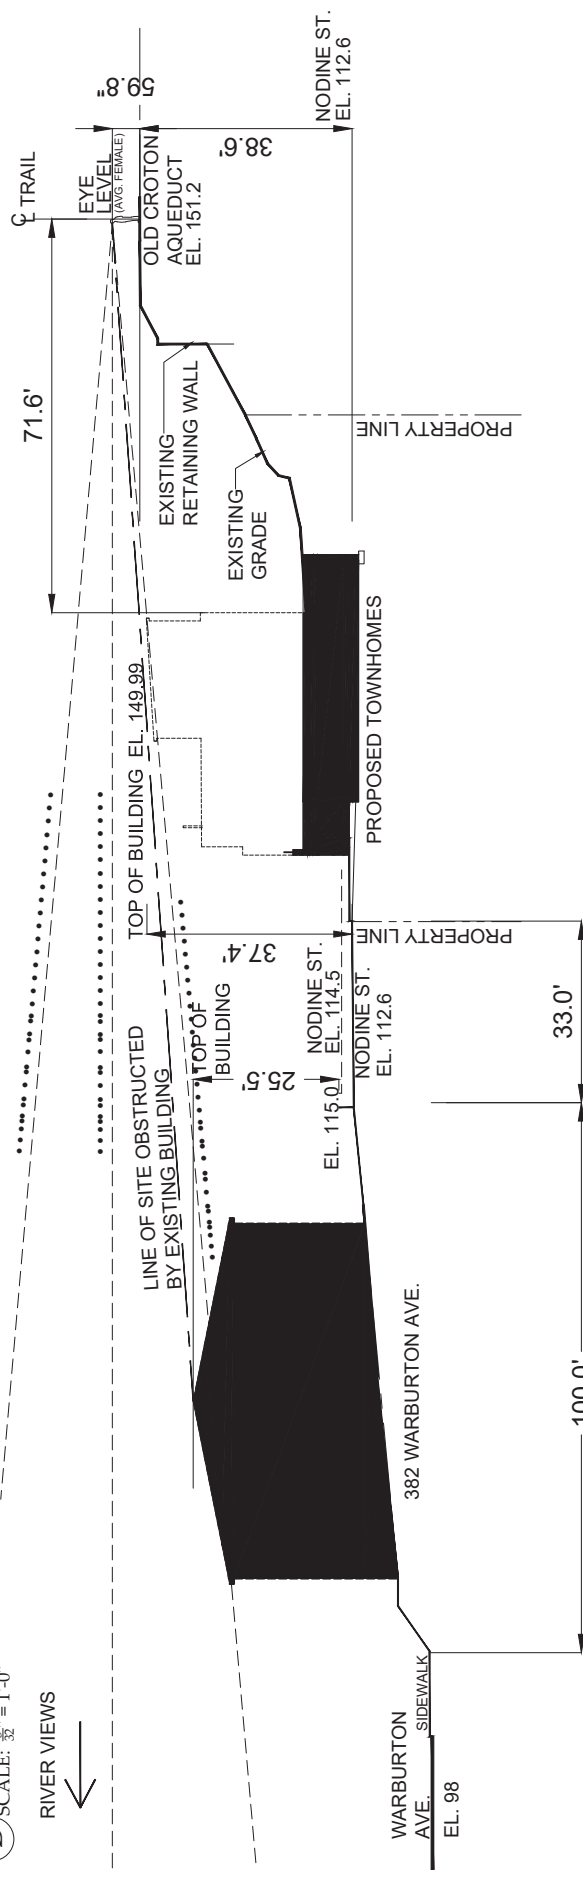 SCALE: 3/32" = 1'-0"
RIVER VIEWS
WARBURTON
AVE.
EL. 98
SIDEWALK
382 WARBURTON AVE.
100.0'
LINE OF SITE OBSTRUCTED
BY EXISTING BUILDING
TOP OF
BUILDING
25.5'
EL. 115.0
NODINE ST.
EL. 114.5
NODINE ST.
EL. 112.6
33.0'
TOP OF BUILDING EL. 149.99
37.4'
PROPERTY LINE
PROPOSED TOWNHOMES
71.6'
EXISTING
RETAINING WALL
EXISTING
GRADE
PROPERTY LINE
℄ TRAIL
EYE
LEVEL
(AVG. FEMALE)
OLD CROTON
AQUEDUCT
EL. 151.2
59.8"
38.6'
NODINE ST.
EL. 112.6